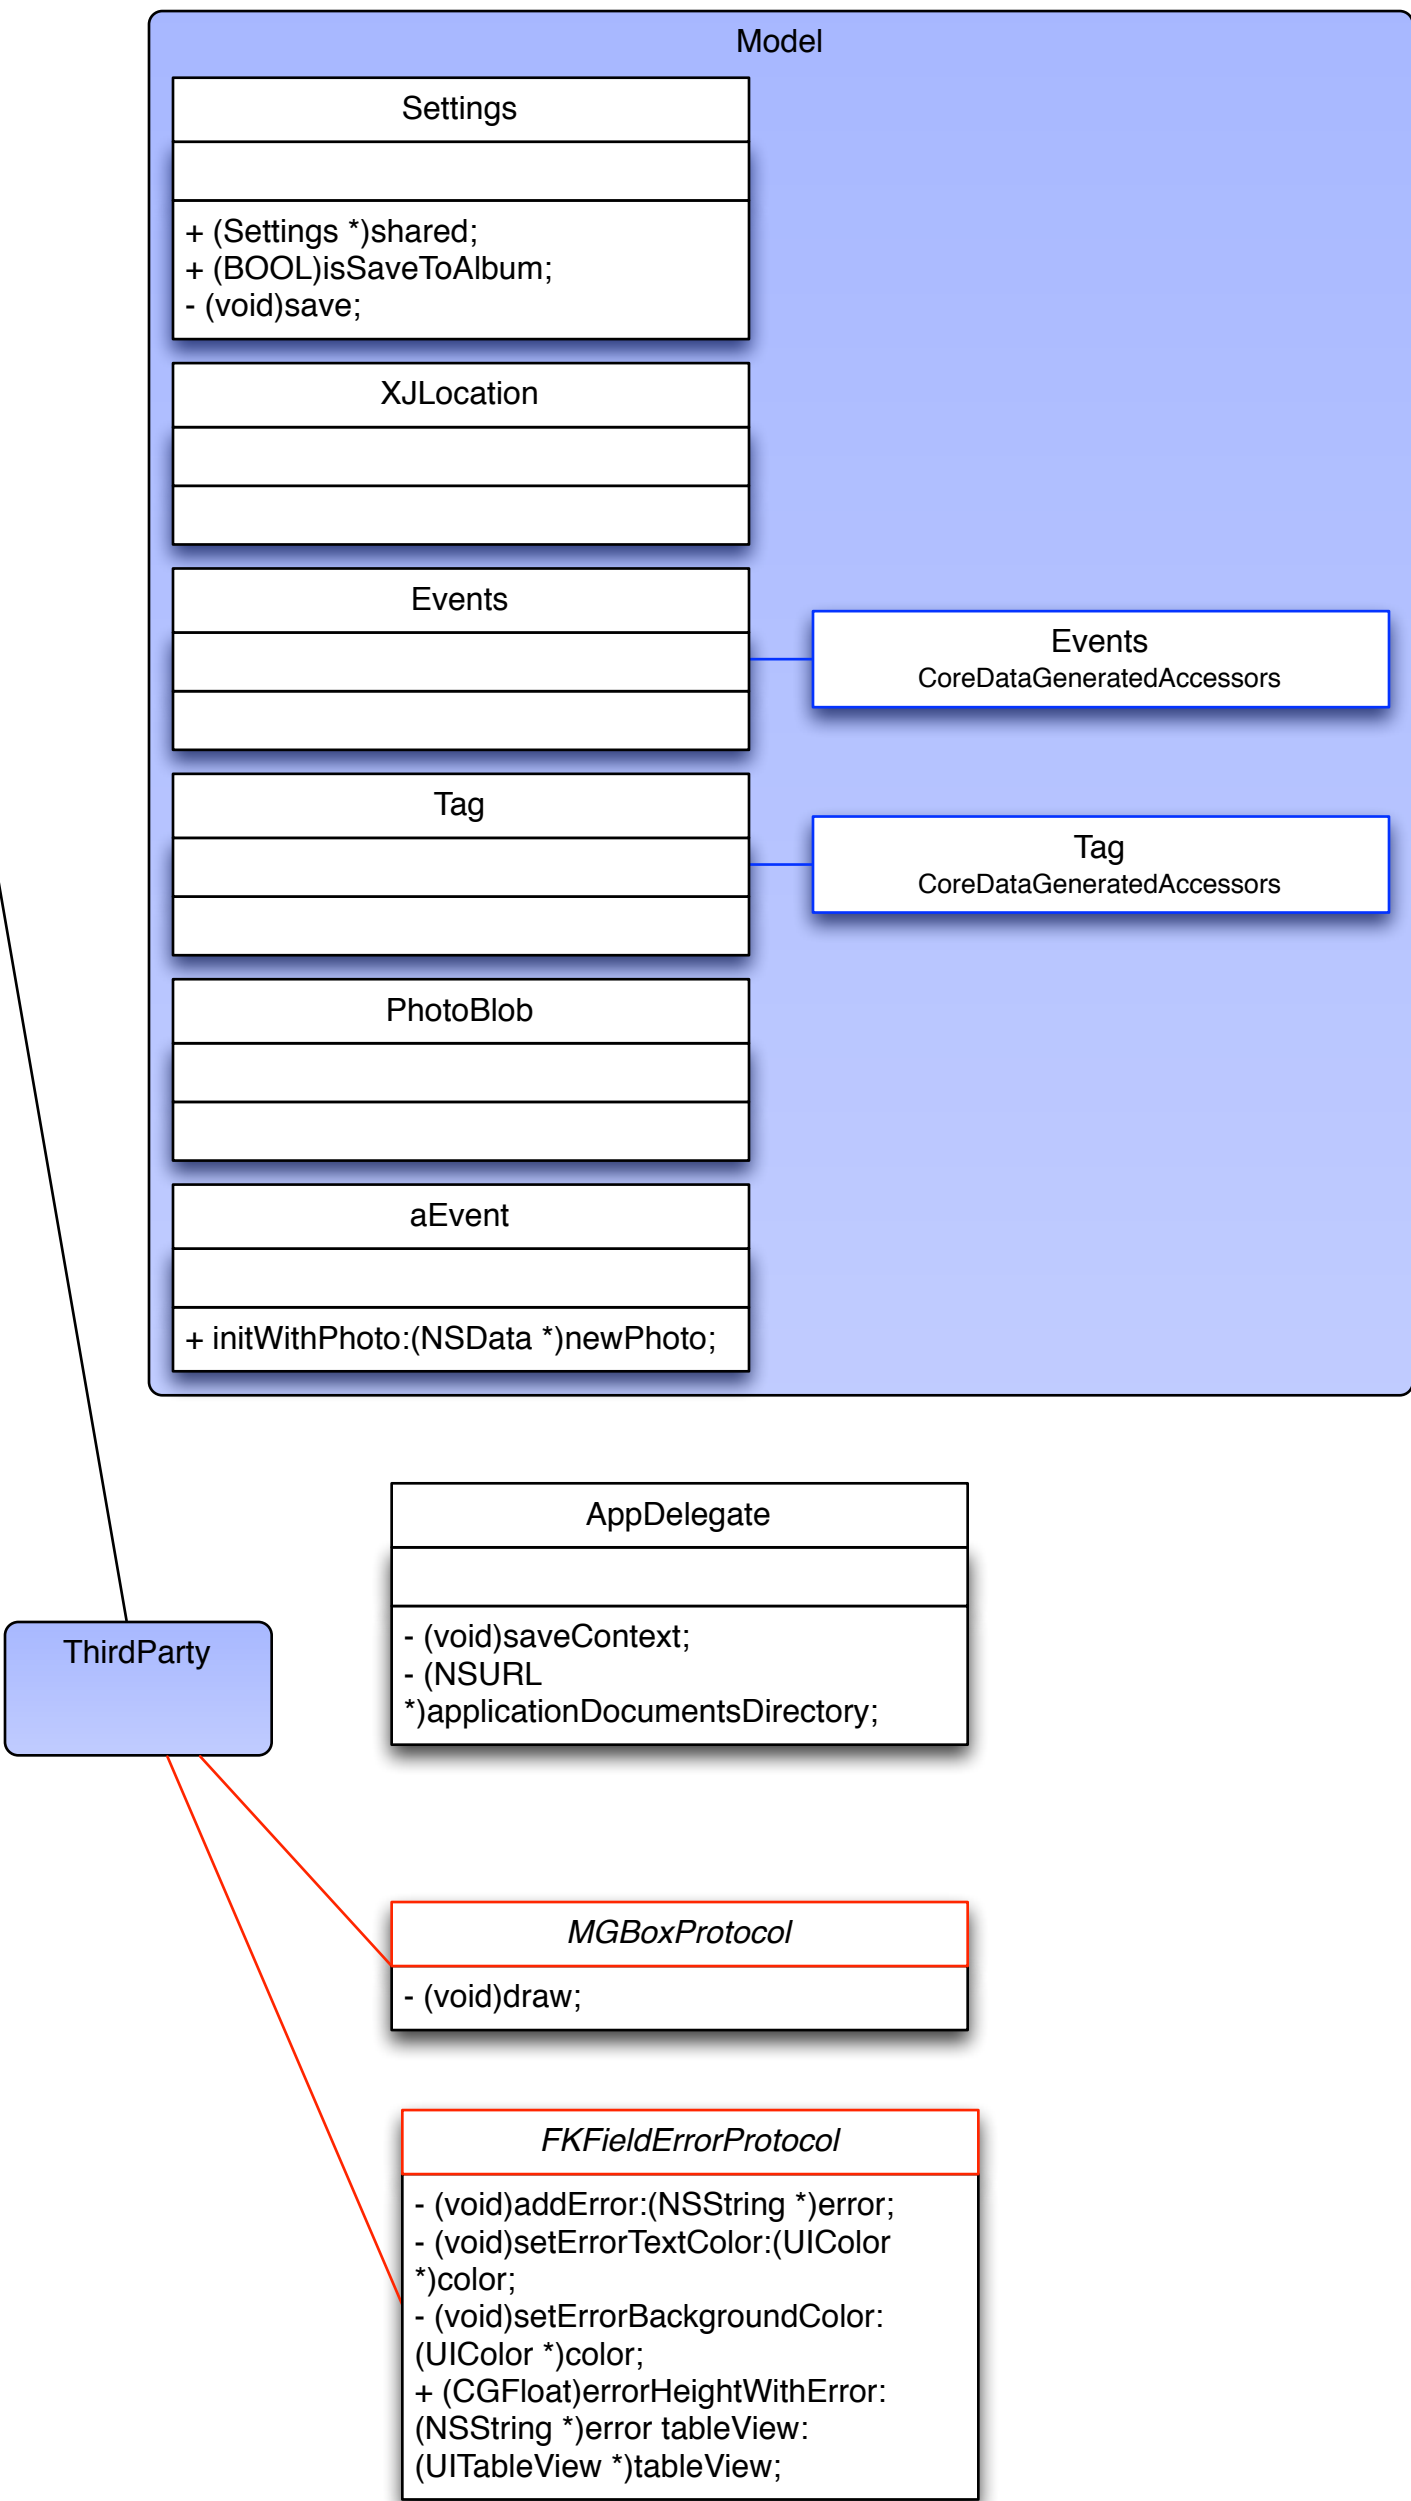 Model
Settings
+ (Settings *)shared;
+ (BOOL)isSaveToAlbum;
- (void)save;
XJLocation
Events
Events
CoreDataGeneratedAccessors
Tag
Tag
CoreDataGeneratedAccessors
PhotoBlob
aEvent
+ initWithPhoto:(NSData *)newPhoto;
AppDelegate
- (void)saveContext;
- (NSURL
*)applicationDocumentsDirectory;
ThirdParty
MGBoxProtocol
- (void)draw;
FKFieldErrorProtocol
- (void)addError:(NSString *)error;
- (void)setErrorTextColor:(UIColor
*)color;
- (void)setErrorBackgroundColor:
(UIColor *)color;
+ (CGFloat)errorHeightWithError:
(NSString *)error tableView:
(UITableView *)tableView;